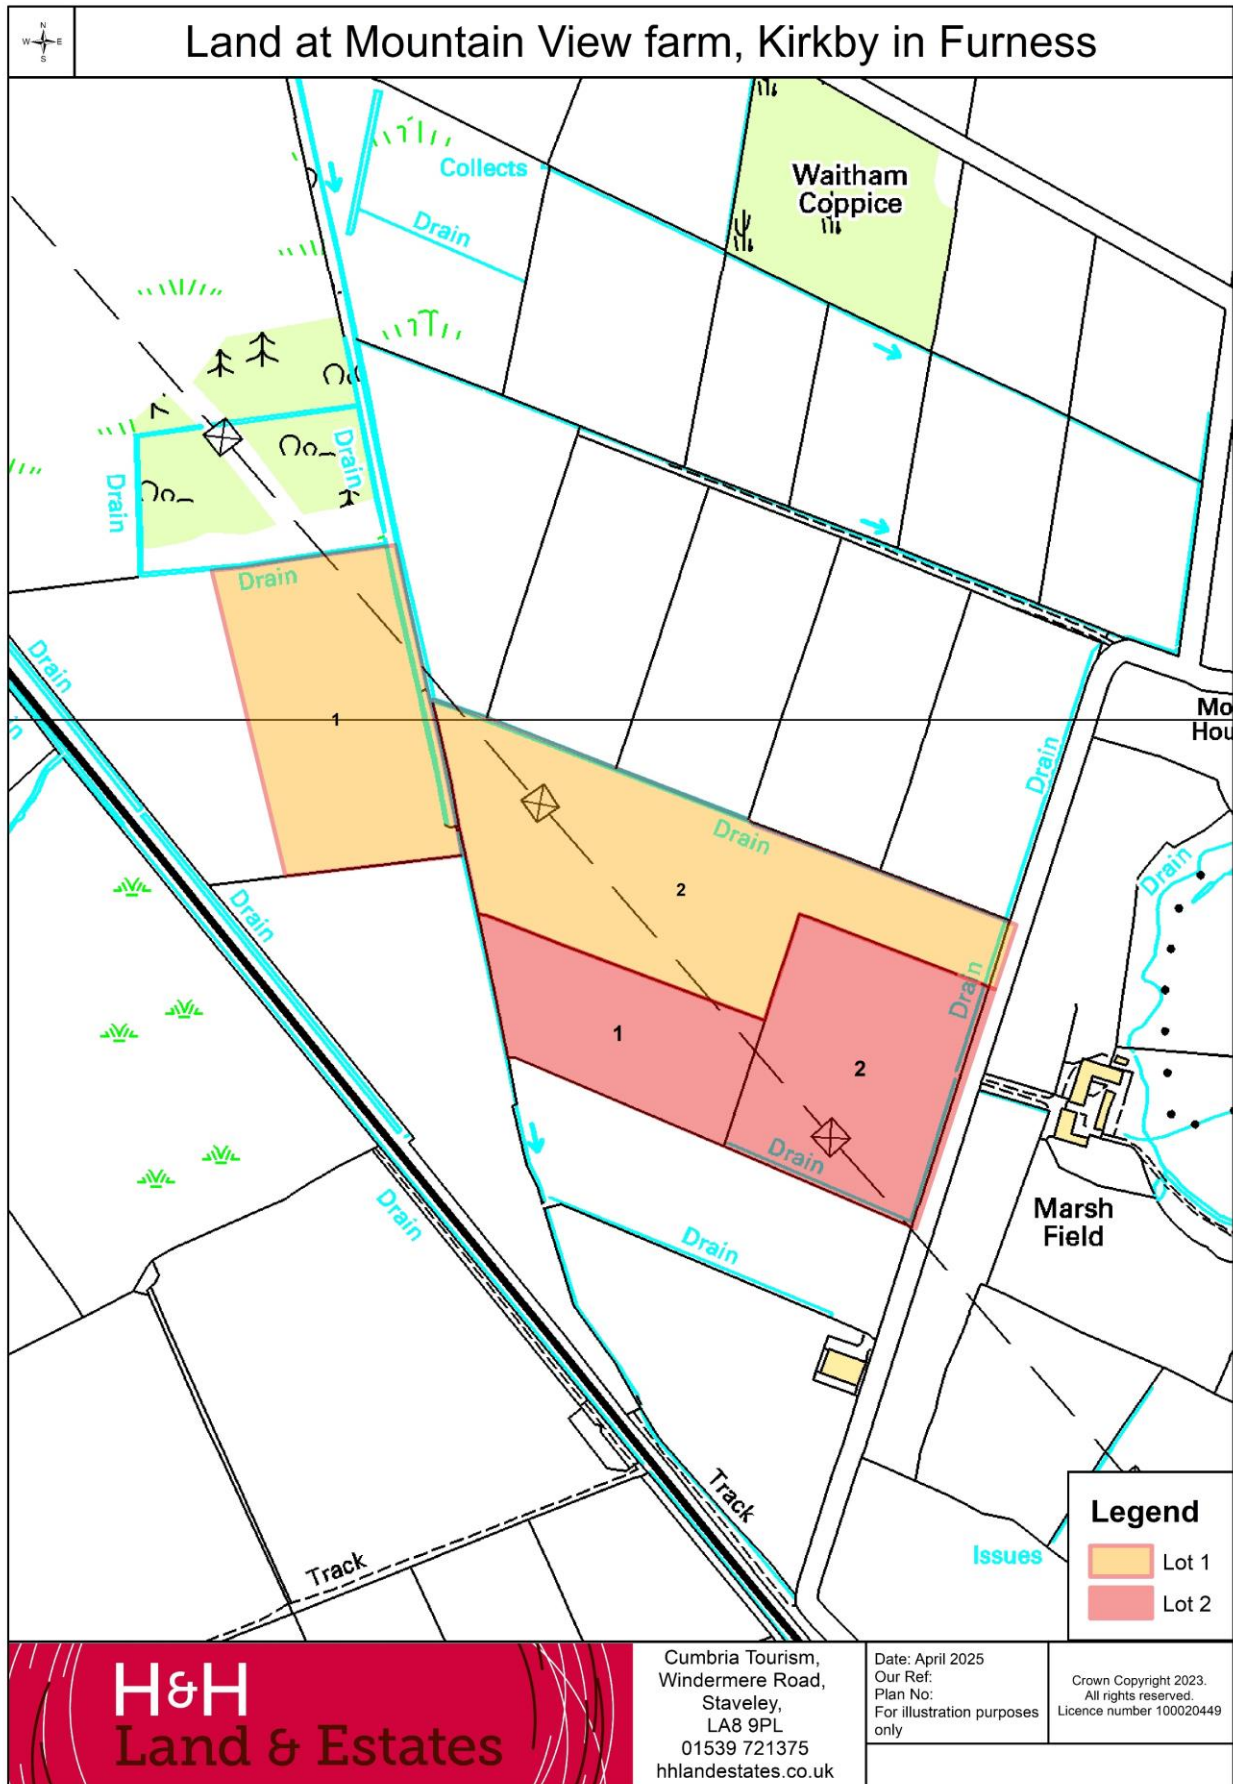 N
W E
S
Land at Mountain View farm, Kirkby in Furness
Collects
Waitham
Coppice
Drain
Drain
Drain
Drain
Drain
1
Mo
Hou
Drain
Drain
Drain
Drain
2
Drain
Drain
1
2
Drain
Drain
Marsh
Field
Drain
Track
Track
Issues
Legend
Lot 1
Lot 2
H&H
Land & Estates
Cumbria Tourism,
Windermere Road,
Staveley,
LA8 9PL
01539 721375
hhlandestates.co.uk
Date: April 2025
Our Ref:
Plan No:
For illustration purposes
only
Crown Copyright 2023.
All rights reserved.
Licence number 100020449